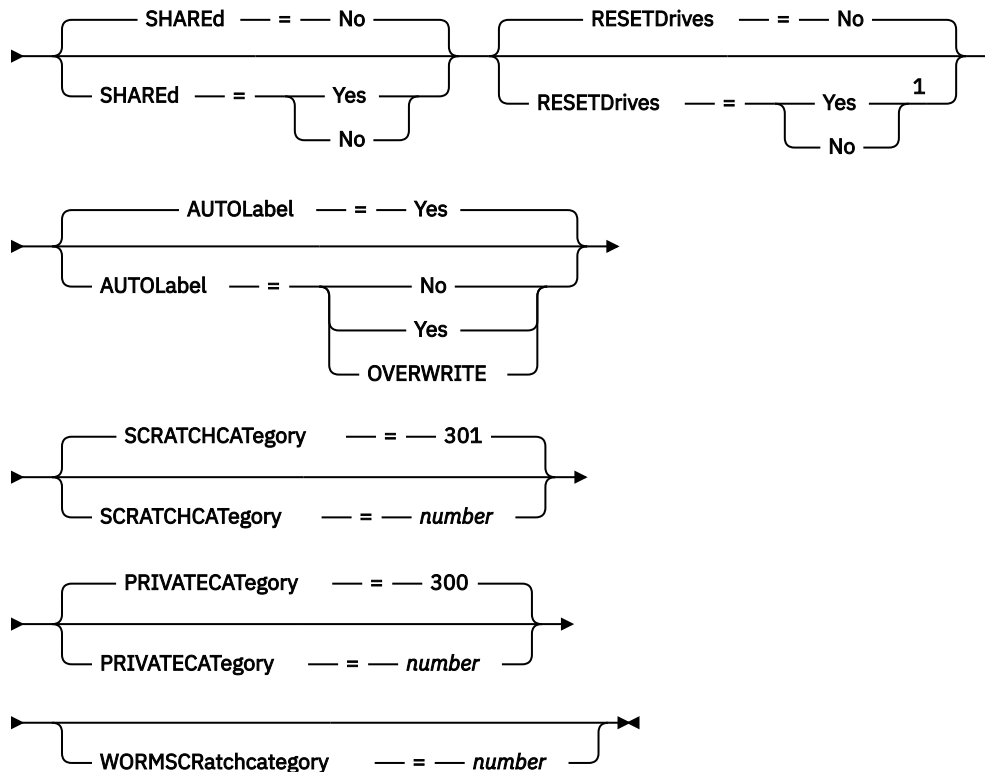 SHAREd = No RESETDrives = No
SHAREd = Yes RESETDrives = Yes 1
No No
AUTOLabel = Yes
AUTOLabel = No
Yes
OVERWRITE
SCRATCHCATegory = 301
SCRATCHCATegory = number
PRIVATECATegory = 300
PRIVATECATegory = number
WORMSCRatchcategory = number